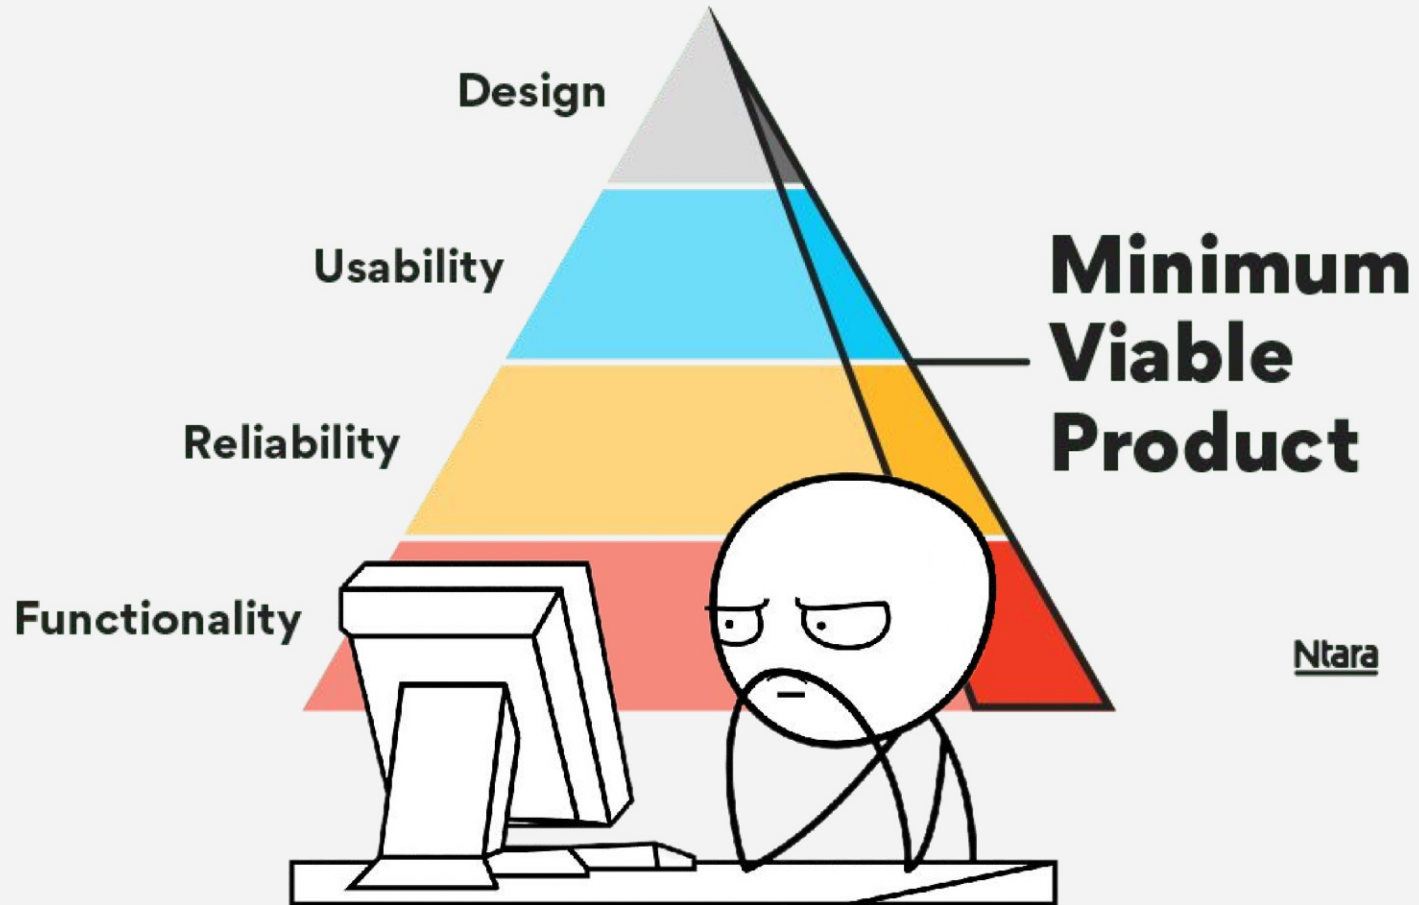 Design
Usability
Minimum
Viable
Product
Reliability
Functionality
Ntara